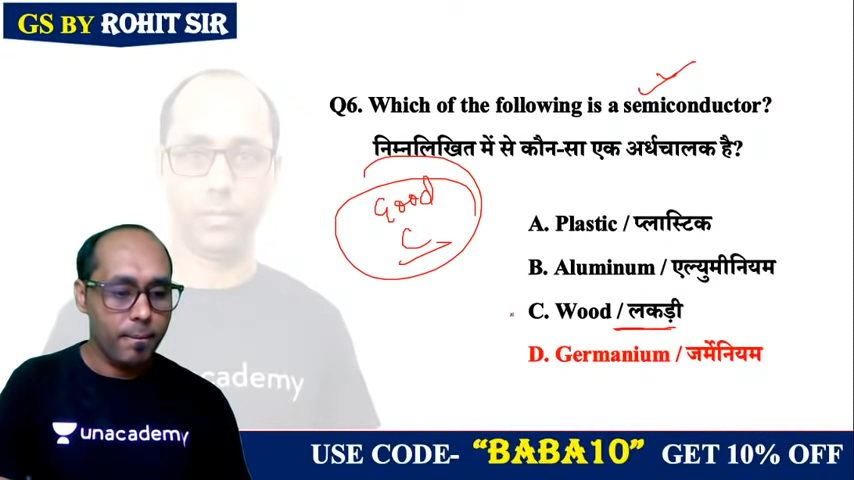 GS BY ROHIT SIR
Q6. Which of the following is a semiconductor?
निम्नलिखित में से कौन-सा एक अर्धचालक है?
Good
C
A. Plastic / प्लास्टिक
B. Aluminum / एल्युमीनियम
C. Wood / लकड़ी
D. Germanium / जर्मेनियम
cademy
unacademy
USE CODE- “BABA10” GET 10% OFF